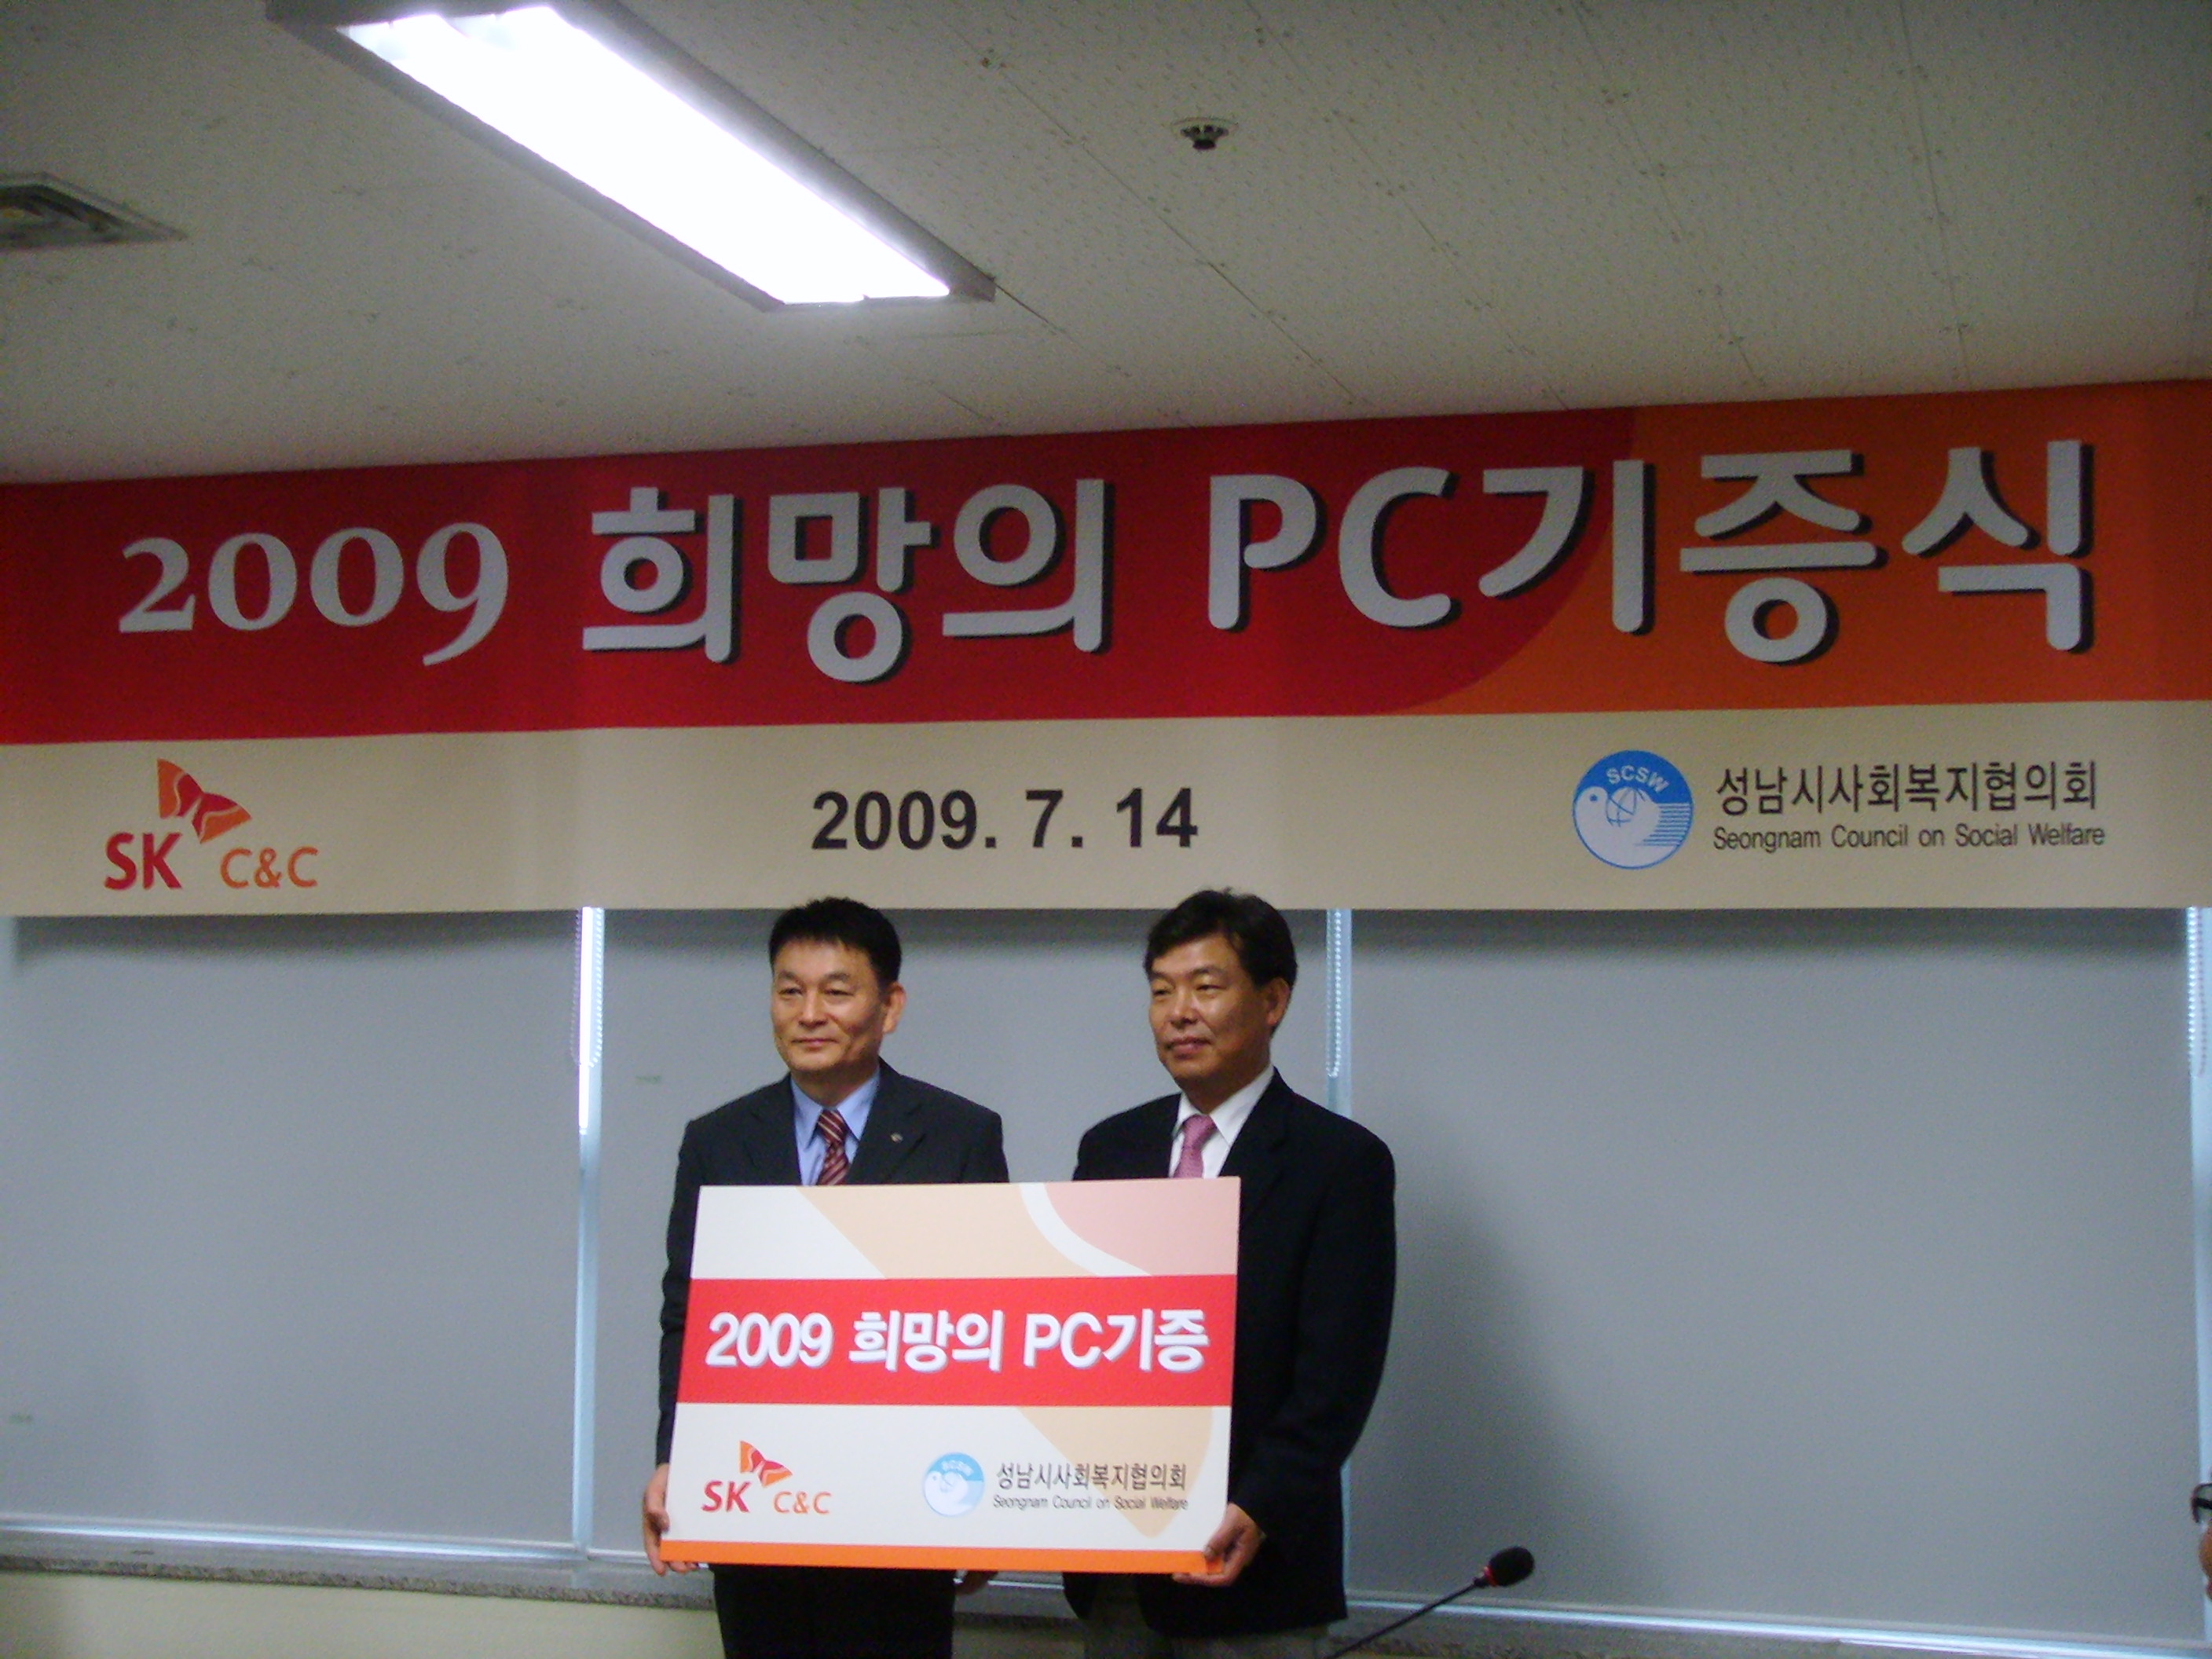 2009 희망의 PC기증식
SK C&C
2009. 7. 14
SCSW
성남시사회복지협의회
Seongnam Council on Social Welfare
2009 희망의 PC기증
SK C&C
SCSW
성남시사회복지협의회
Seongnam Council on Social Welfare